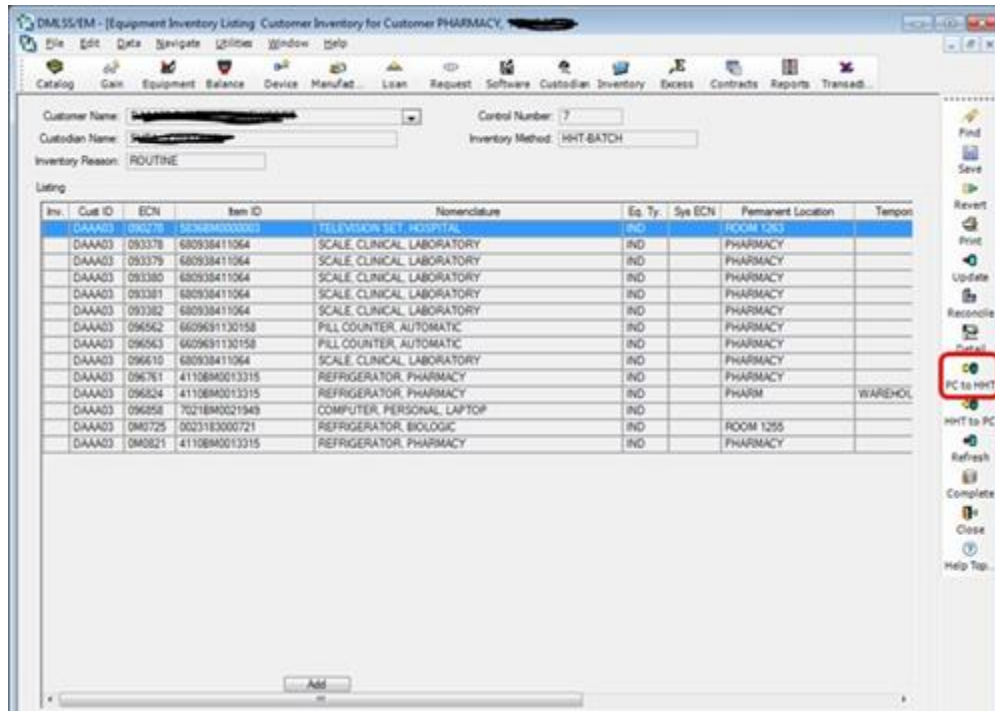 DMLSS/EM - [Equipment Inventory Listing Customer Inventory for Customer PHARMACY,
File Edit Data Navigate Utilities Window Help
Catalog Gain Equipment Balance Device Manufact... Loan Request Software Custodian Inventory Excess Contracts Reports Transacti...
Customer Name: Control Number: 7
Custodian Name: Inventory Method: HHT-BATCH
Inventory Reason: ROUTINE
Listing
Inv. Cust ID ECN Item ID Nomenclature Eq. Ty. Sys ECN Permanent Location Tempor
DAAA03 090278 TELEVISION SET, HOSPITAL IND ROOM 1263
DAAA03 093378 680938411064 SCALE, CLINICAL, LABORATORY IND PHARMACY
DAAA03 093379 680938411064 SCALE, CLINICAL, LABORATORY IND PHARMACY
DAAA03 093380 680938411064 SCALE, CLINICAL, LABORATORY IND PHARMACY
DAAA03 093381 680938411064 SCALE, CLINICAL, LABORATORY IND PHARMACY
DAAA03 093382 680938411064 SCALE, CLINICAL, LABORATORY IND PHARMACY
DAAA03 096562 6609691130158 PILL COUNTER, AUTOMATIC IND PHARMACY
DAAA03 096563 6609691130158 PILL COUNTER, AUTOMATIC IND PHARMACY
DAAA03 096610 680938411064 SCALE, CLINICAL, LABORATORY IND PHARMACY
DAAA03 096761 4110BM0013315 REFRIGERATOR, PHARMACY IND PHARMACY
DAAA03 096824 4110BM0013315 REFRIGERATOR, PHARMACY IND PHARM WAREHOU
DAAA03 096858 7021BM0021949 COMPUTER, PERSONAL, LAPTOP IND
DAAA03 0M0725 0023183000721 REFRIGERATOR, BIOLOGIC IND ROOM 1255
DAAA03 0M0821 4110BM0013315 REFRIGERATOR, PHARMACY IND PHARMACY
Add
Find
Save
Revert
Print
Update
Reconcile
Detail
PC to HHT
HHT to PC
Refresh
Complete
Close
Help Top...